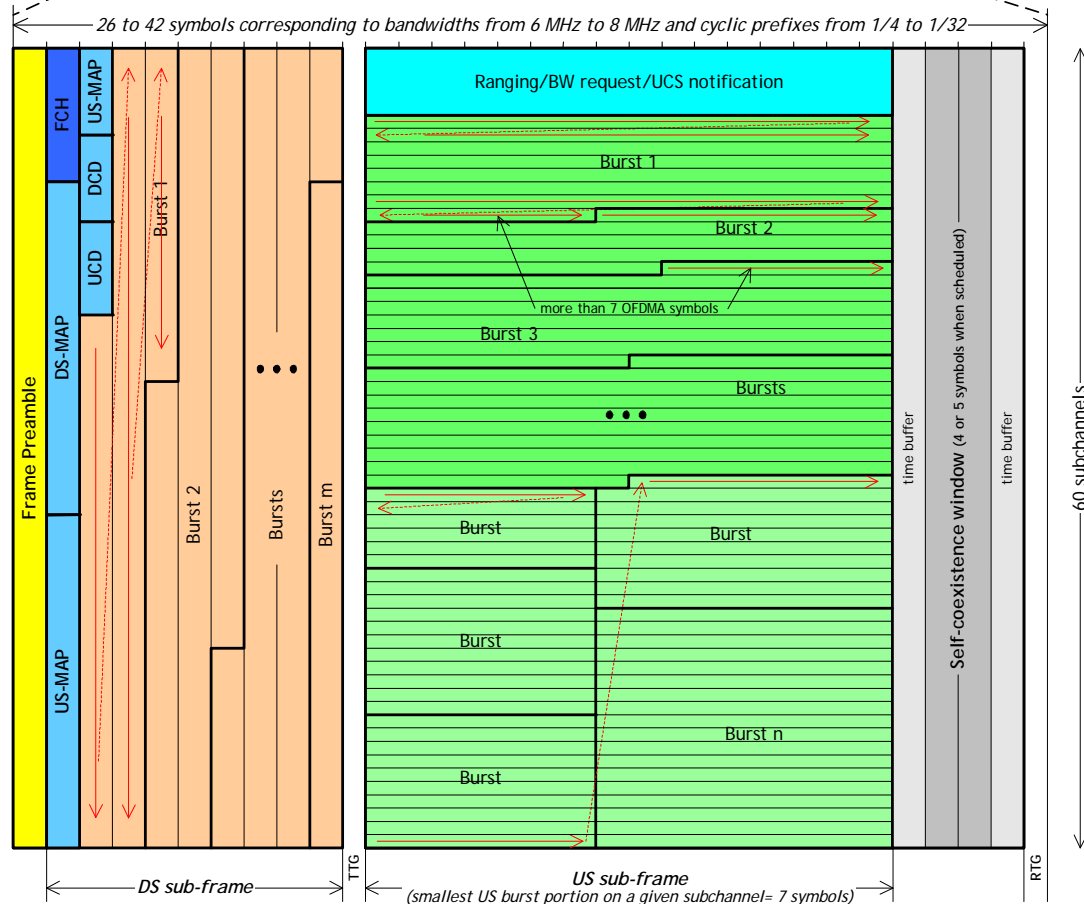 26 to 42 symbols corresponding to bandwidths from 6 MHz to 8 MHz and cyclic prefixes from 1/4 to 1/32
Frame Preamble
FCH
DS-MAP
US-MAP
US-MAP
DCD
UCD
Burst 1
Burst 2
Bursts
Burst m
TTG
Ranging/BW request/UCS notification
Burst 1
Burst 2
more than 7 OFDMA symbols
Burst 3
Bursts
Burst
Burst
Burst
Burst n
Burst
time buffer
Self-coexistence window (4 or 5 symbols when scheduled)
time buffer
60 subchannels
RTG
DS sub-frame
US sub-frame
(smallest US burst portion on a given subchannel= 7 symbols)